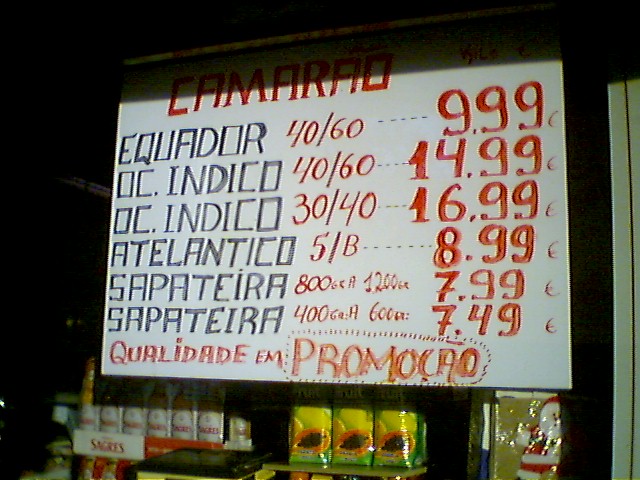 CAMARÃO KILO €
EQUADOR 40/60 ----- 9.99 €
OC. INDICO 40/60 ---- 14.99 €
OC. INDICO 30/40 --- 16.99 €
ATELANTICO 5/B -------- 8.99 €
SAPATEIRA 800GR A 1200GR 7.99 €
SAPATEIRA 400GR.A 600GR: 7.49 €
QUALIDADE EM PROMOÇÃO
SAGRES